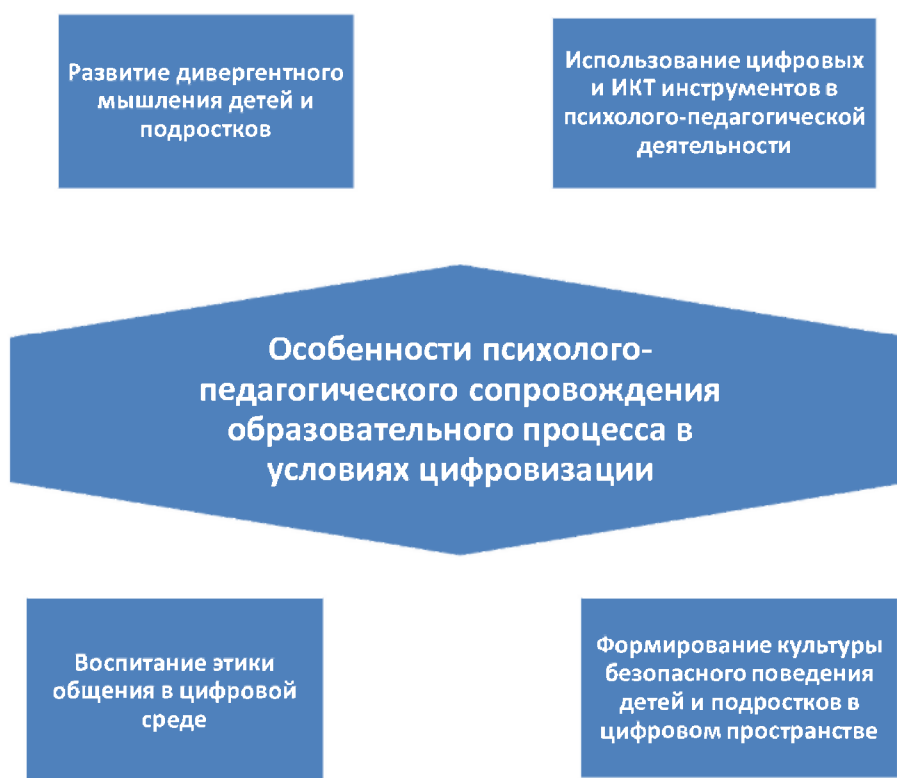 Развитие дивергентного
мышления детей и
подростков
Использование цифровых
и ИКТ инструментов в
психолого-педагогической
деятельности
Особенности психолого-
педагогического сопровождения
образовательного процесса в
условиях цифровизации
Воспитание этики
общения в цифровой
среде
Формирование культуры
безопасного поведения
детей и подростков в
цифровом пространстве